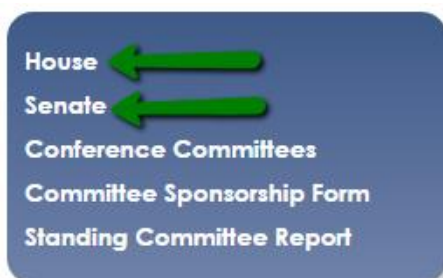 House
Senate
Conference Committees
Committee Sponsorship Form
Standing Committee Report